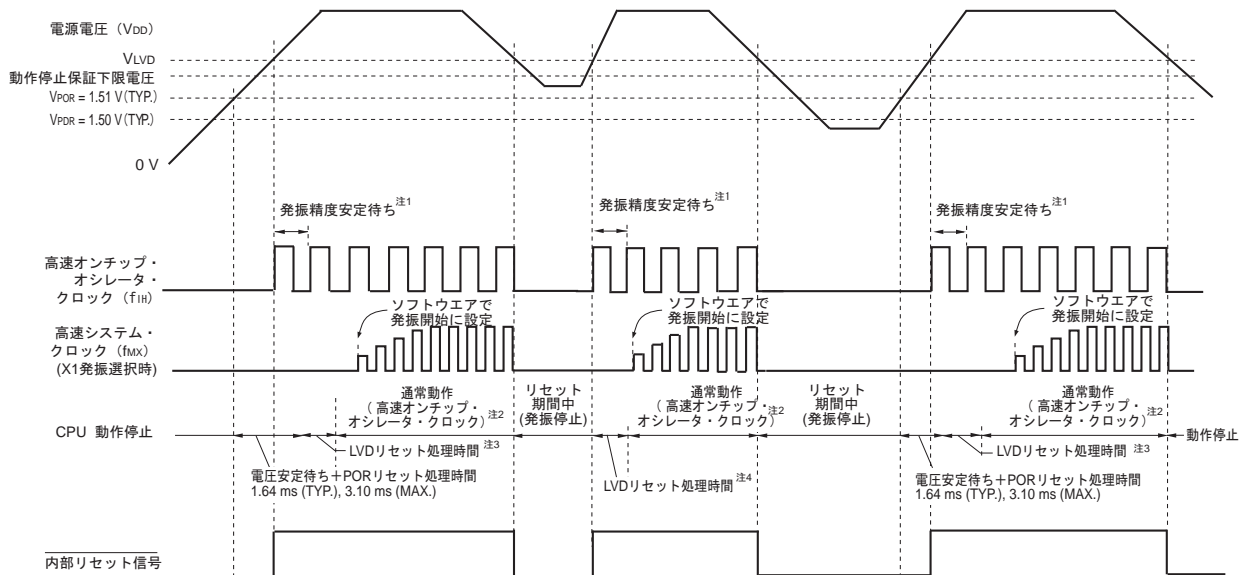 電源電圧（VDD）
VLVD
動作停止保証下限電圧
VPOR = 1.51 V (TYP.)
VPDR = 1.50 V (TYP.)
0 V
発振精度安定待ち注1
発振精度安定待ち注1
発振精度安定待ち注1
高速オンチップ・
オシレータ・
クロック（fIH）
ソフトウエアで
発振開始に設定
ソフトウエアで
発振開始に設定
ソフトウエアで
発振開始に設定
高速システム・
クロック（fMX）
(X1発振選択時)
通常動作
（高速オンチップ・
オシレータ・クロック）注2
リセット
期間中
(発振停止)
通常動作
（高速オンチップ・
オシレータ・クロック）注2
リセット
期間中
(発振停止)
通常動作
（高速オンチップ・
オシレータ・クロック）注2
CPU 動作停止
動作停止
LVDリセット処理時間 注3
電圧安定待ち＋PORリセット処理時間
1.64 ms (TYP.), 3.10 ms (MAX.)
LVDリセット処理時間 注4
LVDリセット処理時間 注3
電圧安定待ち＋PORリセット処理時間
1.64 ms (TYP.), 3.10 ms (MAX.)
内部リセット信号